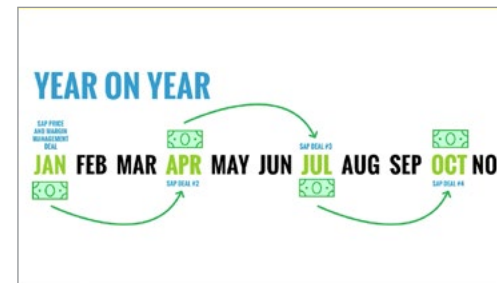 YEAR ON YEAR
SAP PRICE
AND MARGIN
MANAGEMENT
DEAL
SAP DEAL #3
JAN FEB MAR APR MAY JUN JUL AUG SEP OCT NO
SAP DEAL #2
SAP DEAL #4